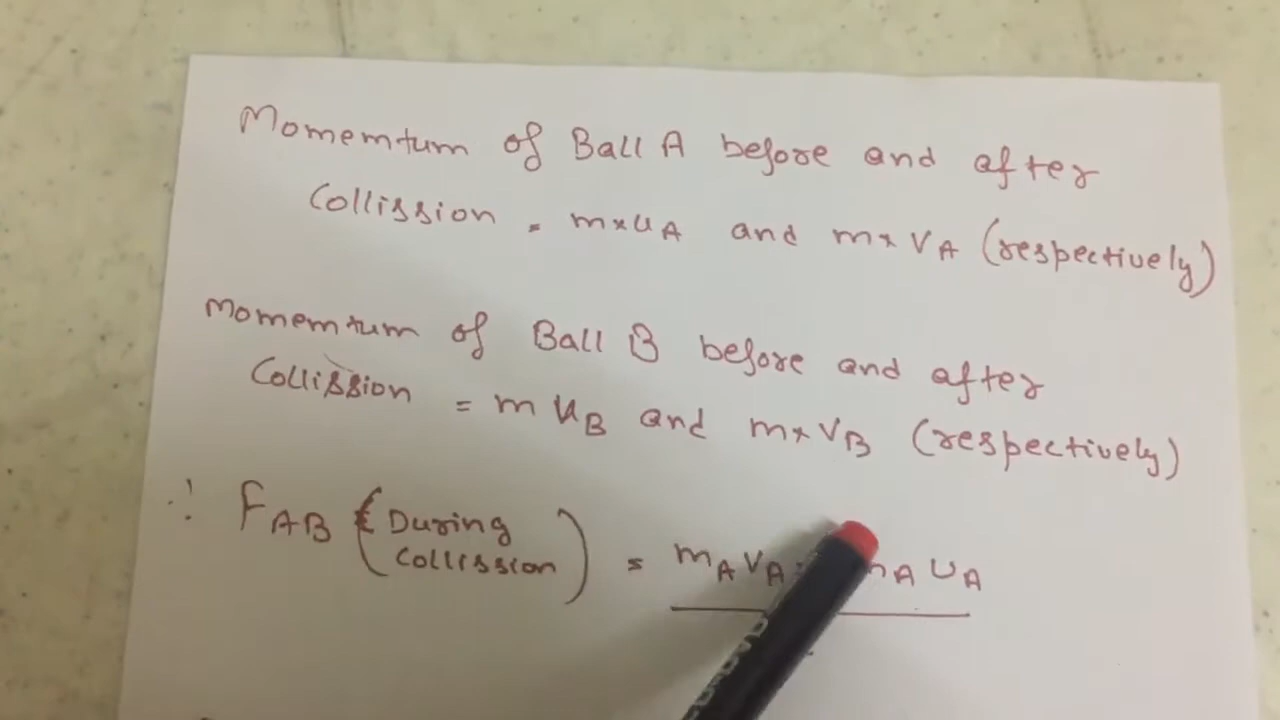 Momemtum of Ball A before and after
Collission = m×uA and m×VA (respectively)
Momemtum of Ball B before and after
Collission = m uB and m×VB (respectively)
∴ FAB (During
Collission) = mAVA mAUA